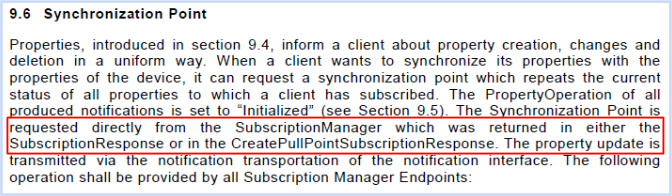 9.6 Synchronization Point
Properties, introduced in section 9.4, inform a client about property creation, changes and
deletion in a uniform way. When a client wants to synchronize its properties with the
properties of the device, it can request a synchronization point which repeats the current
status of all properties to which a client has subscribed. The PropertyOperation of all
produced notifications is set to “Initialized” (see Section 9.5). The Synchronization Point is
requested directly from the SubscriptionManager which was returned in either the
SubscriptionResponse or in the CreatePullPointSubscriptionResponse. The property update is
transmitted via the notification transportation of the notification interface. The following
operation shall be provided by all Subscription Manager Endpoints: